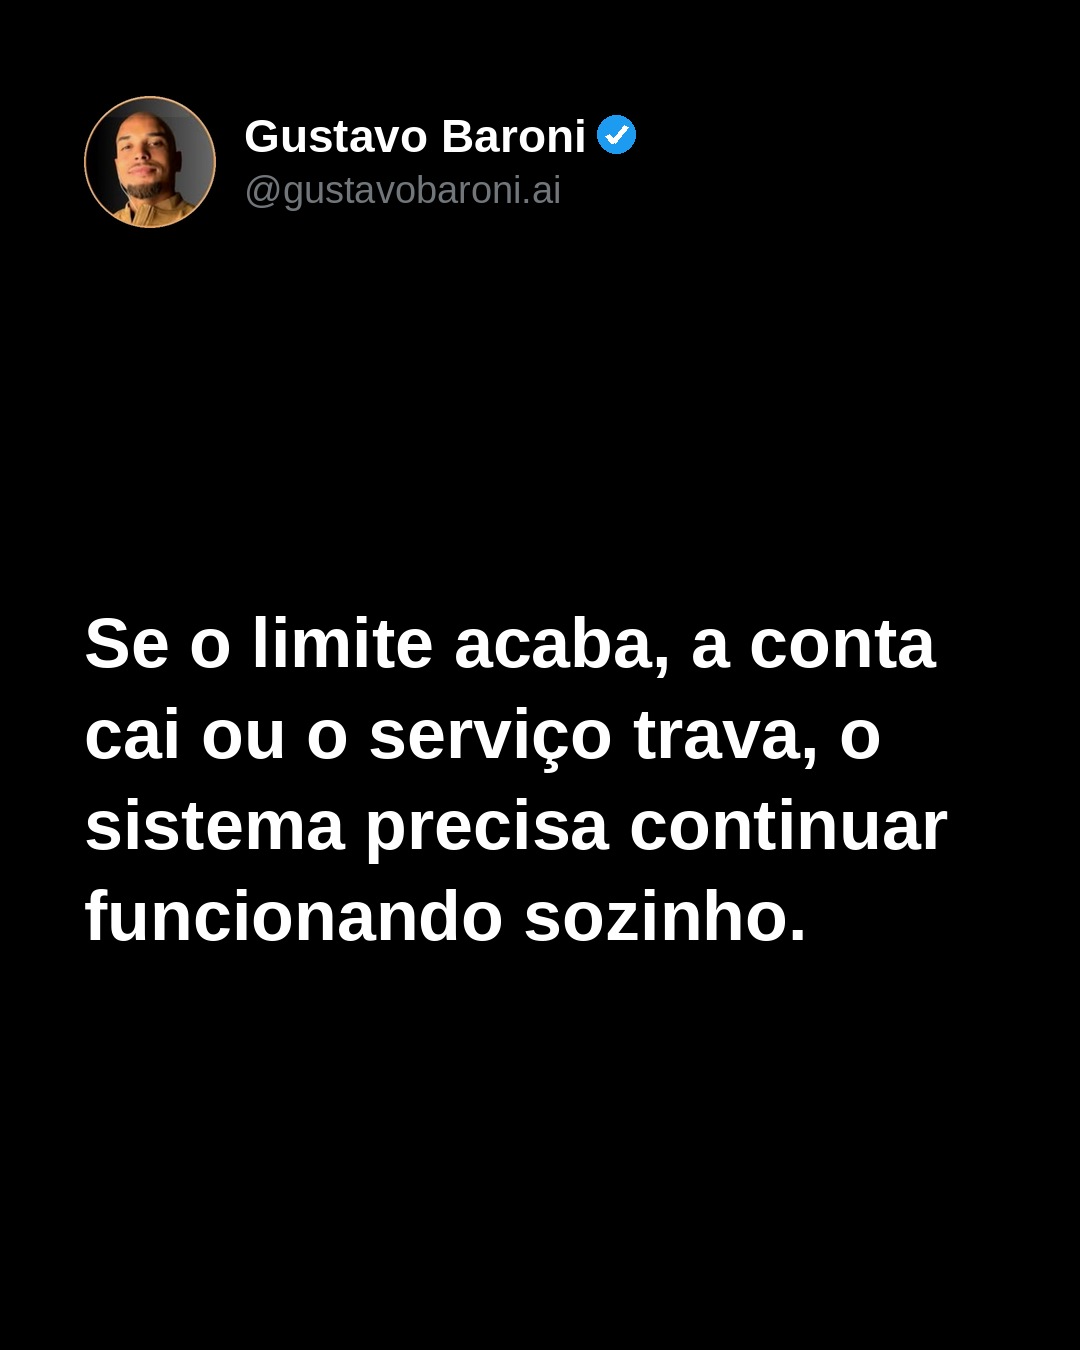 Gustavo Baroni
@gustavobaroni.ai
Se o limite acaba, a conta
cai ou o serviço trava, o
sistema precisa continuar
funcionando sozinho.